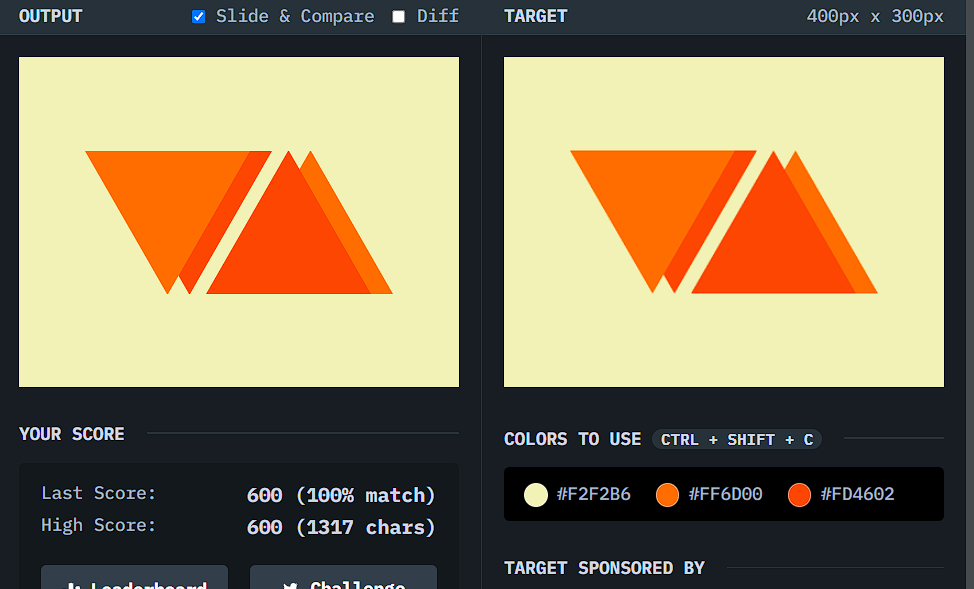 OUTPUT
Slide & Compare
Diff
TARGET
400px x 300px
YOUR SCORE
Last Score: 600 (100% match)
High Score: 600 (1317 chars)
Leaderboard
Challenge
COLORS TO USE CTRL + SHIFT + C
#F2F2B6 #FF6D00 #FD4602
TARGET SPONSORED BY